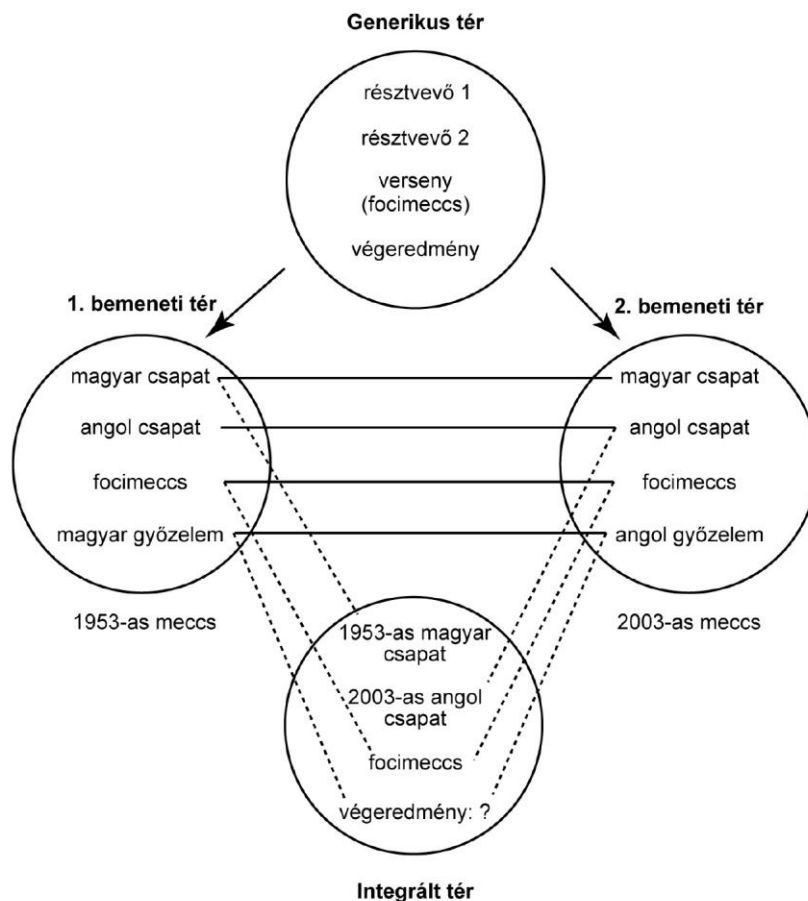 Generikus tér
résztvevő 1
résztvevő 2
verseny
(focimeccs)
végeredmény
1. bemeneti tér
2. bemeneti tér
magyar csapat
magyar csapat
angol csapat
angol csapat
focimeccs
focimeccs
magyar győzelem
angol győzelem
1953-as meccs
2003-as meccs
1953-as magyar
csapat
2003-as angol
csapat
focimeccs
végeredmény: ?
Integrált tér